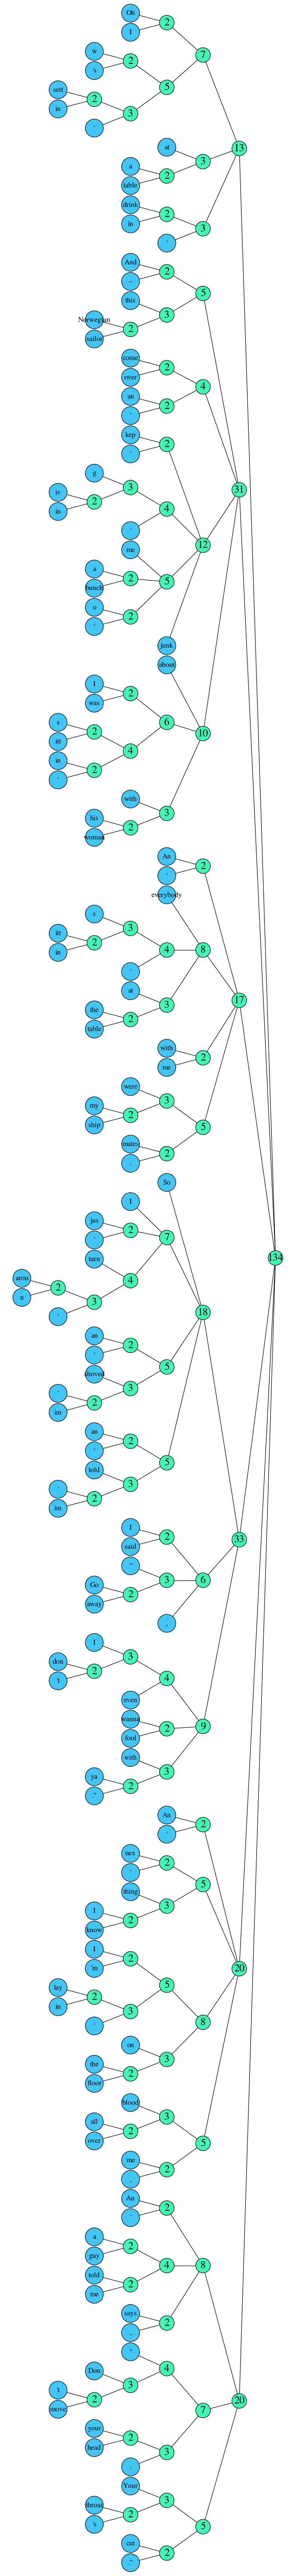 Oh
2
I
w 7
2
's
5
sett
2
in
3
'
at 13
3
a
2
table
drink
2
in
3
'
And
2
–
5
this
3
Norwegian
2
sailor
come
2
over
4
an
2
'
kep
2
'
g
3
31
iv
2
4
in
'
12
me
a
2
5
bunch
o
2
'
junk
about
I
2
was
s 6
2
10
itt
4
in
2
'
with
3
his
2
woman
An
2
'
everybody
s
3
itt
2
4 8
in
'
at
17
3
the
2
table
with
2
me
were
3
my
2
ship
5
mates
2
.
So
I
jus
2
7
'
turn 134
arou
4
2
n
3
18
'
an
2
'
5
shoved
3
'
2
im
an
2
'
5
told
3
'
2
im
I
2
33
said
"
3 6
Go
2
away
,
I
3
don
2
4
't
even
wanna
9
2
fool
with
3
ya
2
."
An
2
'
nex
2
'
5
thing
3
I
2
know
I
2
20
'm
5
lay
2
in
3
8
'
on
3
the
2
floor
blood
3
all
2
over
5
me
2
,
An
2
'
a
2
guy
4 8
told
2
me
says
2
,
"
4
Don
3
't
2
20
move
7
your
2
head
3
.
Your
3
throat
2
's
5
cut
2
."